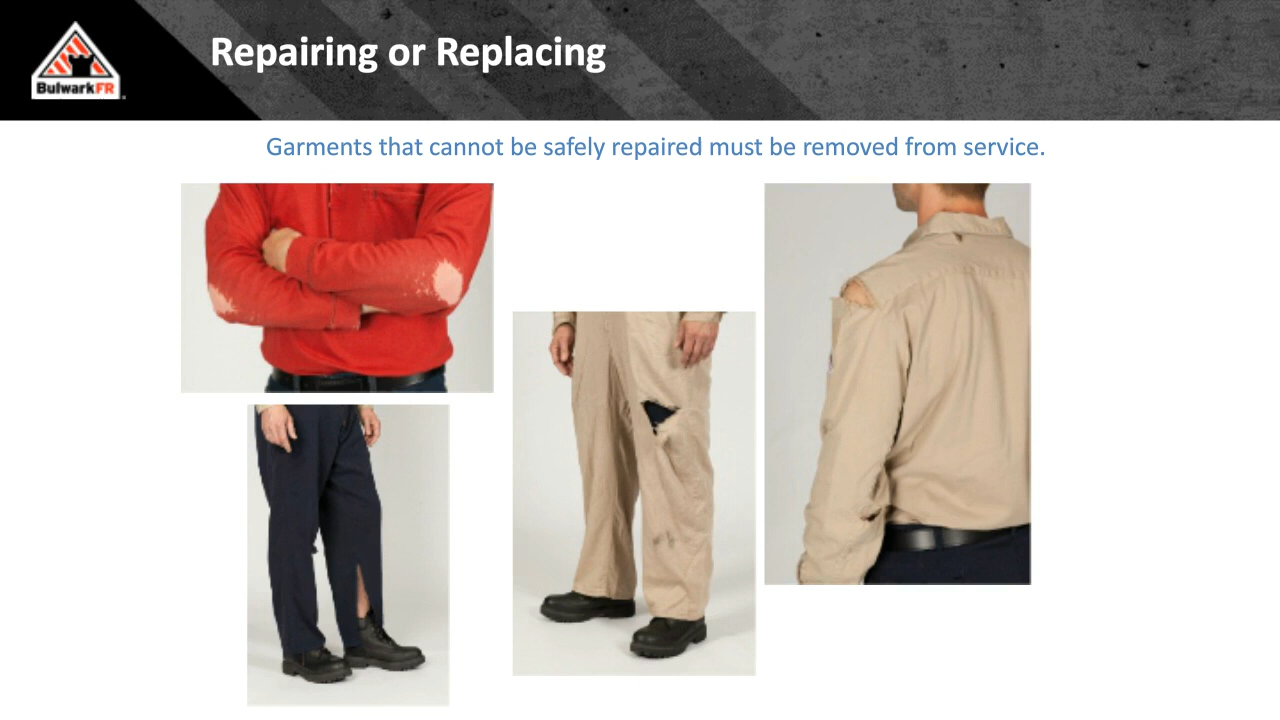 BulwarkFR
Repairing or Replacing
Garments that cannot be safely repaired must be removed from service.